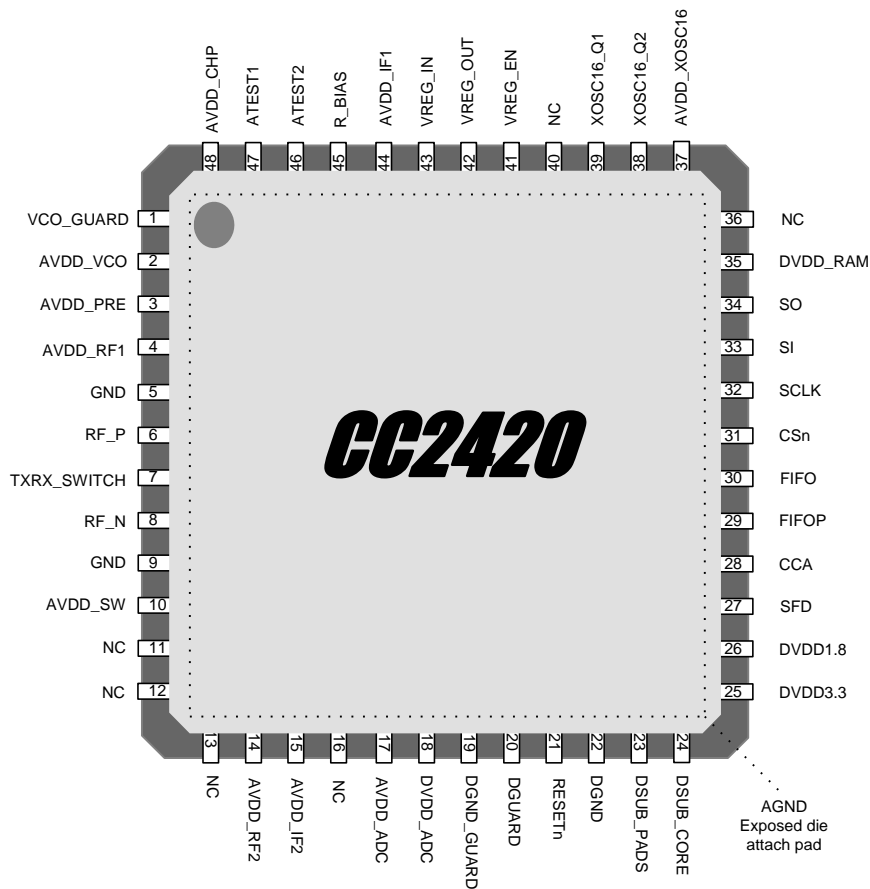 AVDD_CHP
ATEST1
ATEST2
R_BIAS
AVDD_IF1
VREG_IN
VREG_OUT
VREG_EN
NC
XOSC16_Q1
XOSC16_Q2
AVDD_XOSC16
48
47
46
45
44
43
42
41
40
39
38
37
VCO_GUARD 1
AVDD_VCO 2
AVDD_PRE 3
AVDD_RF1 4
GND 5
RF_P 6
TXRX_SWITCH 7
RF_N 8
GND 9
AVDD_SW 10
NC 11
NC 12
CC2420
36 NC
35 DVDD_RAM
34 SO
33 SI
32 SCLK
31 CSn
30 FIFO
29 FIFOP
28 CCA
27 SFD
26 DVDD1.8
25 DVDD3.3
13
14
15
16
17
18
19
20
21
22
23
24
NC
AVDD_RF2
AVDD_IF2
NC
AVDD_ADC
DVDD_ADC
DGND_GUARD
DGUARD
RESETn
DGND
DSUB_PADS
DSUB_CORE
AGND
Exposed die
attach pad